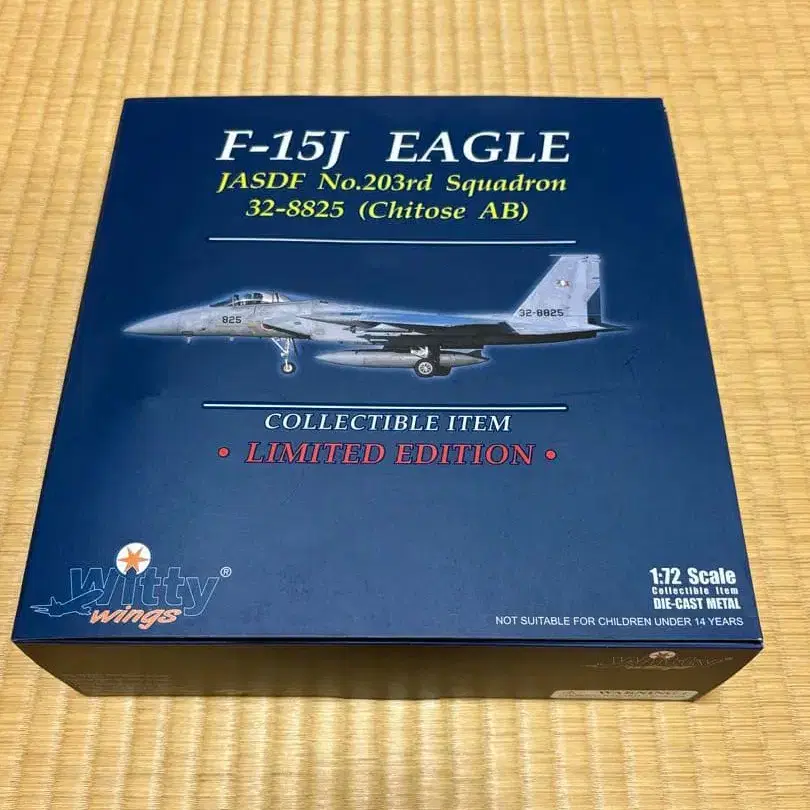 F-15J EAGLE
JASDF No.203rd Squadron
32-8825 (Chitose AB)
825
32-8825
COLLECTIBLE ITEM
• LIMITED EDITION •
Witty®
wings
1:72 Scale
Collectible Item
DIE-CAST METAL
NOT SUITABLE FOR CHILDREN UNDER 14 YEARS
WARNING